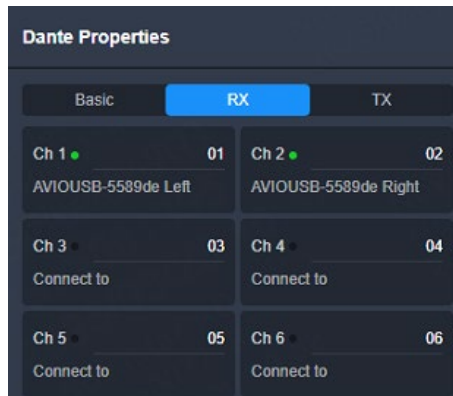 Dante Properties
Basic RX TX
Ch 1 01 Ch 2 02
AVIOUSB-5589de Left AVIOUSB-5589de Right
Ch 3 03 Ch 4 04
Connect to Connect to
Ch 5 05 Ch 6 06
Connect to Connect to